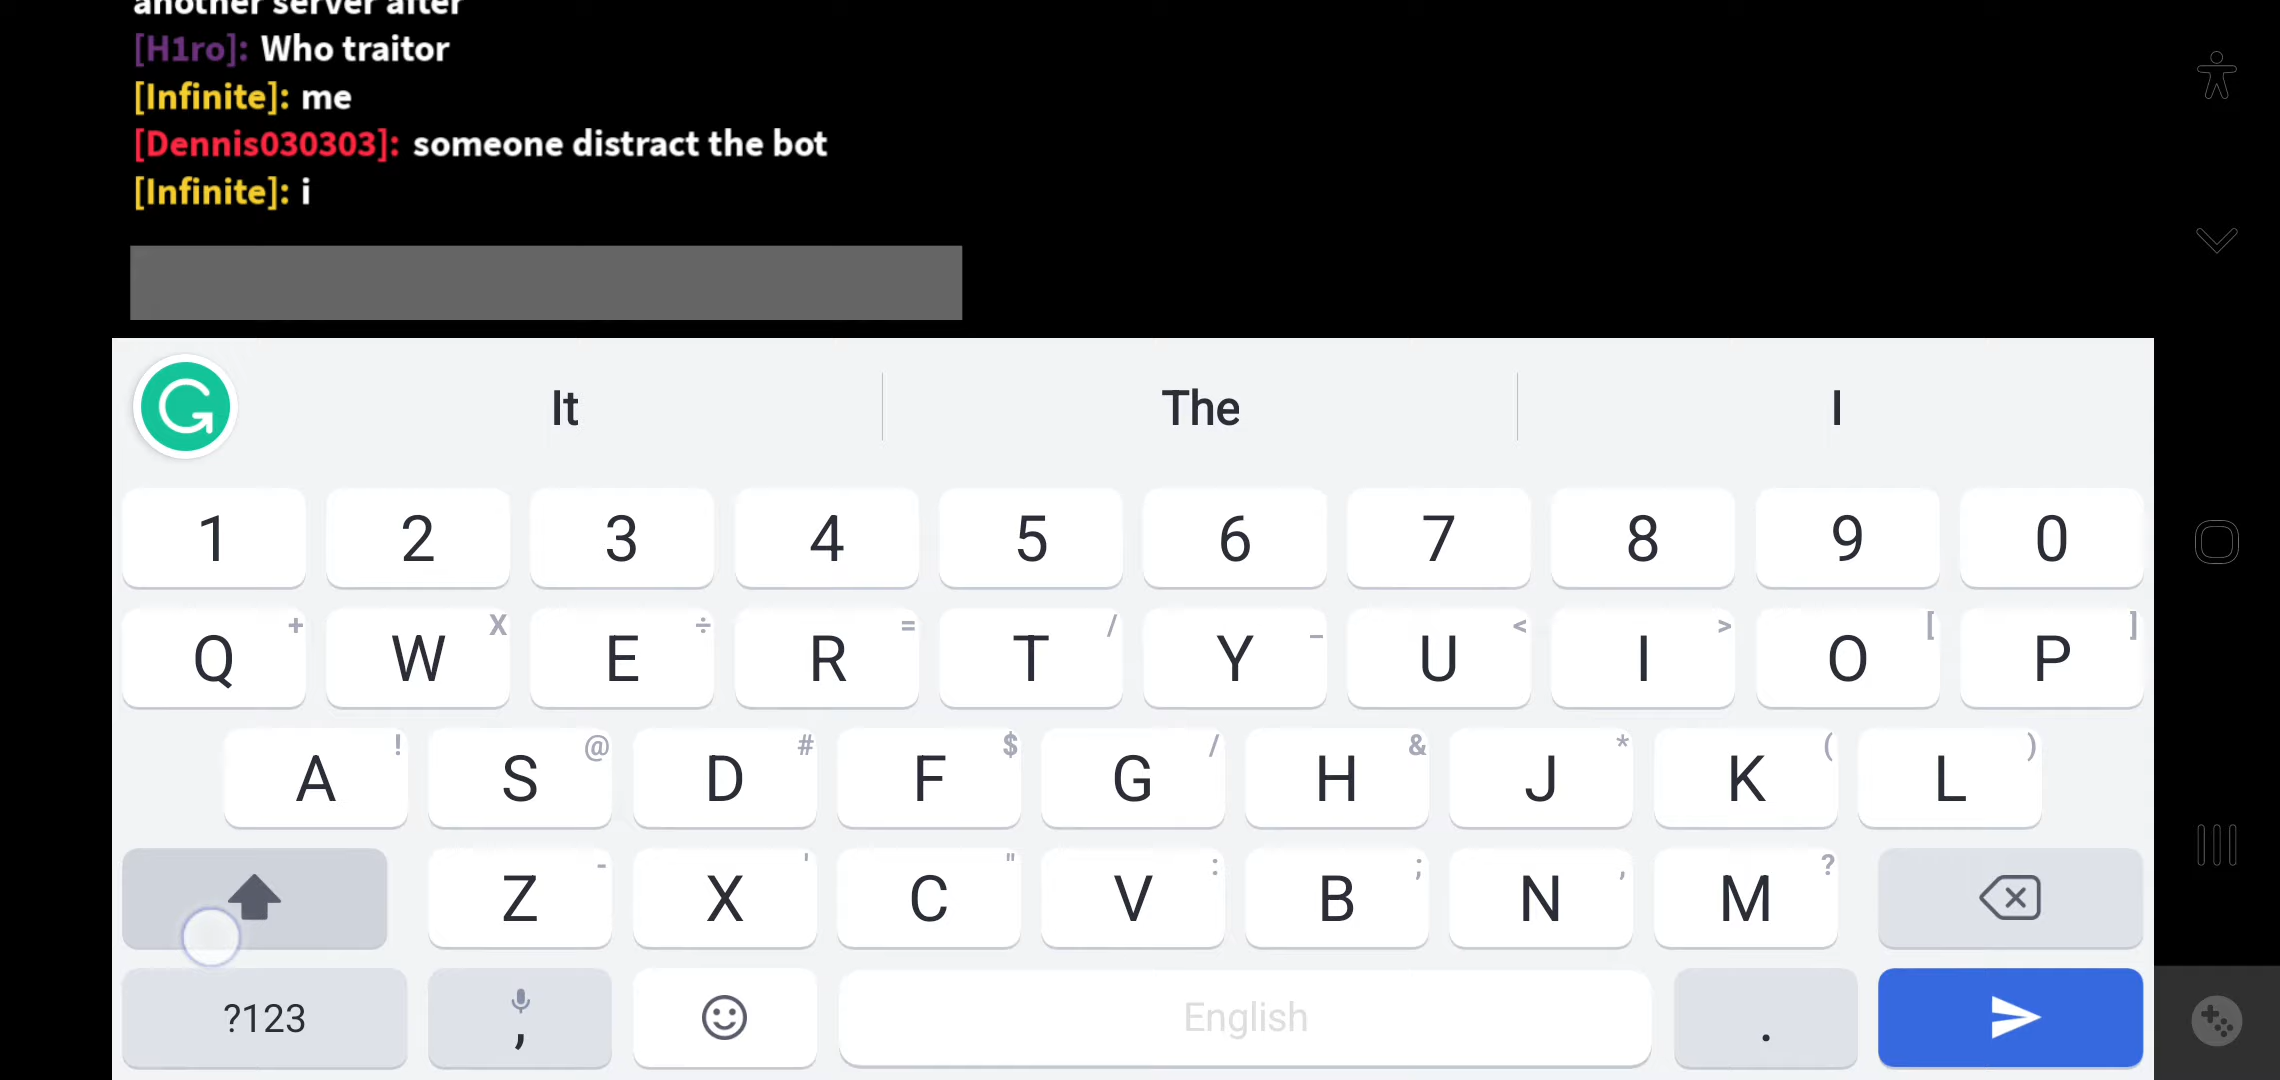 another server after
[H1ro]: Who traitor
[Infinite]: me
[Dennis030303]: someone distract the bot
[Infinite]: i
It The I
1 2 3 4 5 6 7 8 9 0
Q + W X E ÷ R = T / Y _ U < I > O [ P ]
A ! S @ D # F $ G / H & J * K ( L )
Z - X ' C " V : B ; N , M ?
?123 , English .